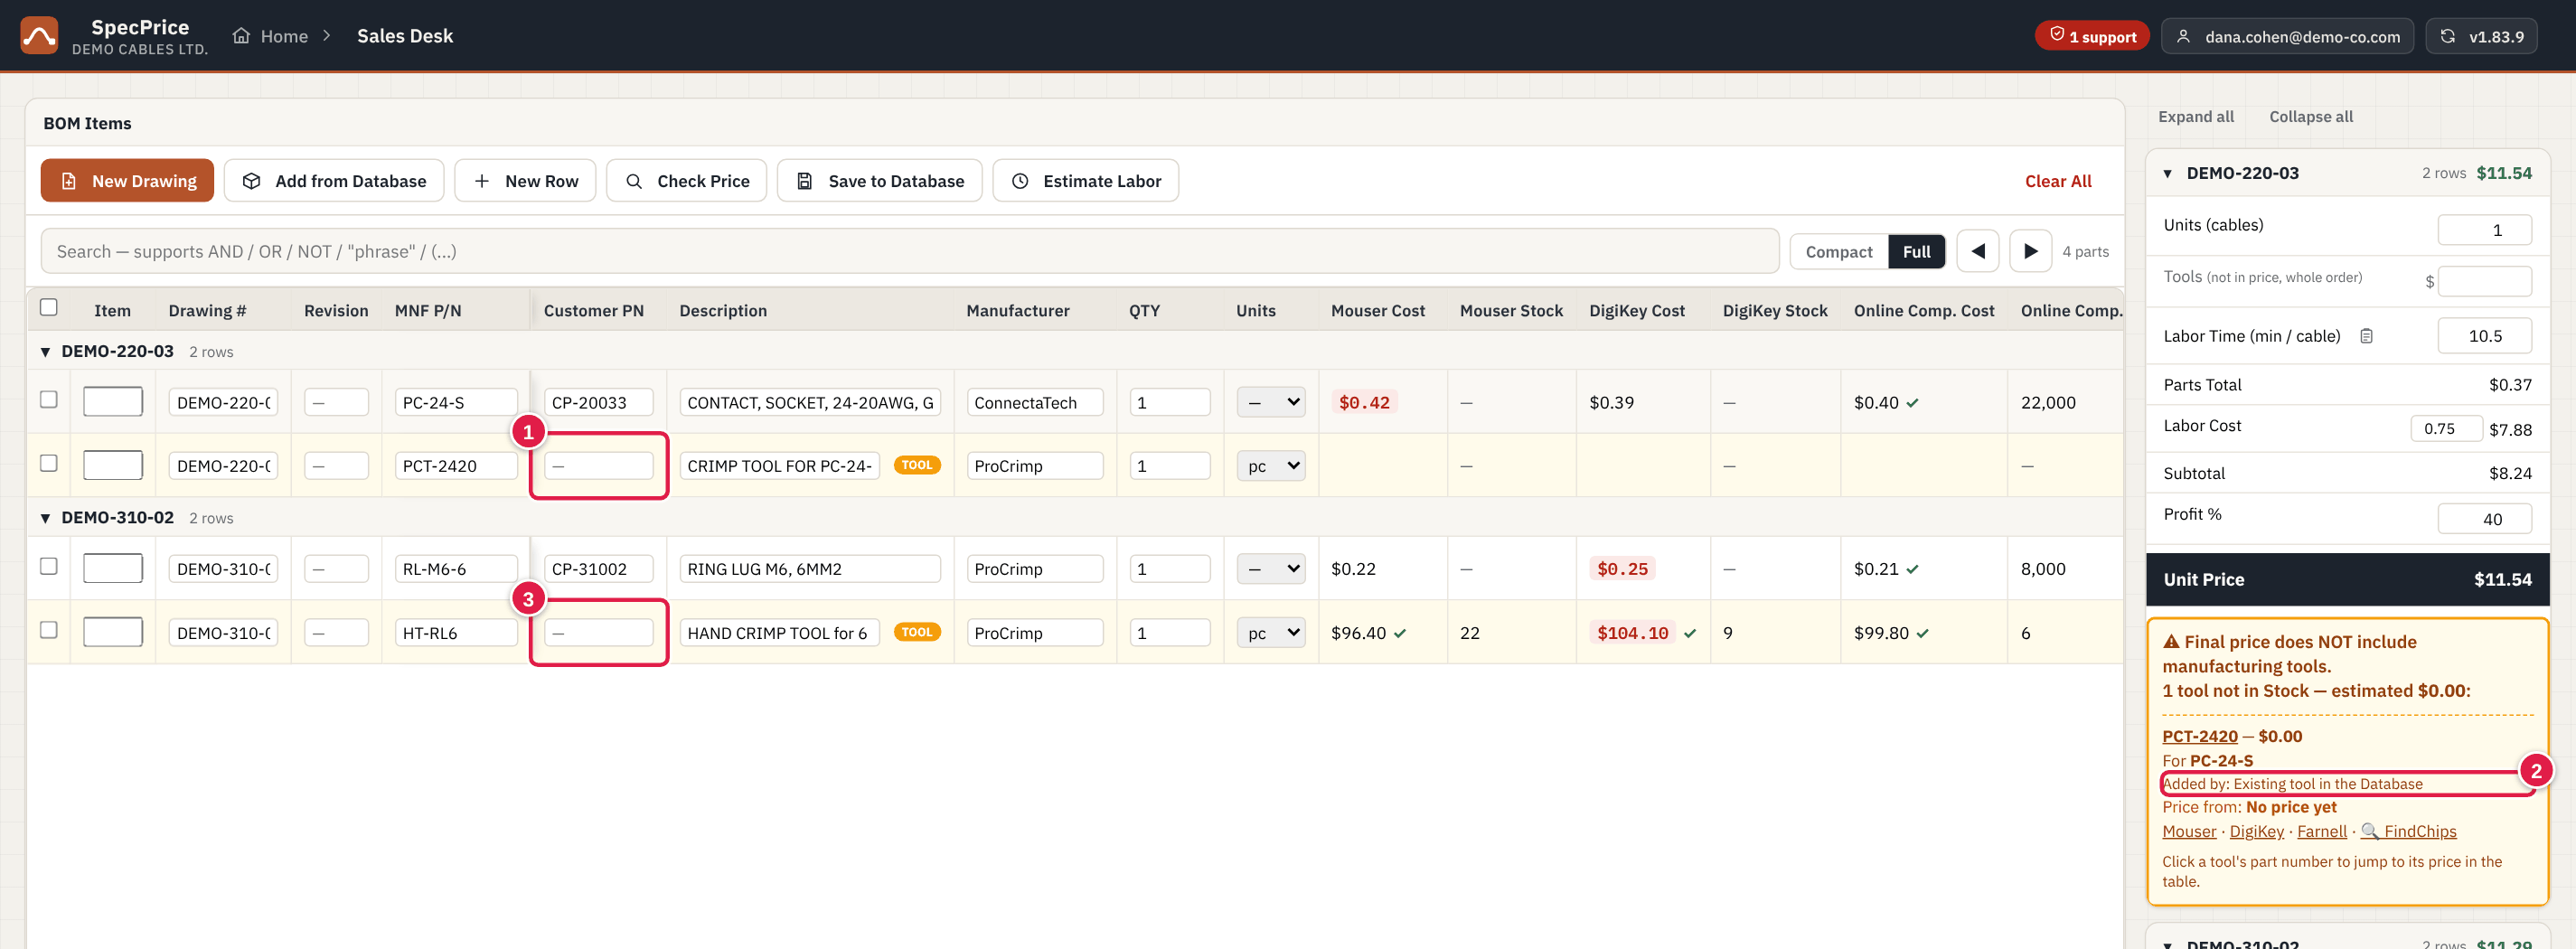 SpecPrice
DEMO CABLES LTD.
Home > Sales Desk
1 support
dana.cohen@demo-co.com
v1.83.9
BOM Items
New Drawing
Add from Database
New Row
Check Price
Save to Database
Estimate Labor
Clear All
Search — supports AND / OR / NOT / "phrase" / (...)
Compact Full ◀ ▶ 4 parts
Item Drawing # Revision MNF P/N Customer PN Description Manufacturer QTY Units Mouser Cost Mouser Stock DigiKey Cost DigiKey Stock Online Comp. Cost Online Comp.
▼ DEMO-220-03 2 rows
DEMO-220-0 — PC-24-S CP-20033 CONTACT, SOCKET, 24-20AWG, G ConnectaTech 1 — $0.42 — $0.39 — $0.40 ✓ 22,000
1
DEMO-220-0 — PCT-2420 — CRIMP TOOL FOR PC-24- TOOL ProCrimp 1 pc — — —
▼ DEMO-310-02 2 rows
DEMO-310-0 — RL-M6-6 CP-31002 RING LUG M6, 6MM2 ProCrimp 1 — $0.22 — $0.25 — $0.21 ✓ 8,000
3
DEMO-310-0 — HT-RL6 — HAND CRIMP TOOL for 6 TOOL ProCrimp 1 pc $96.40 ✓ 22 $104.10 ✓ 9 $99.80 ✓ 6
Expand all Collapse all
▼ DEMO-220-03 2 rows $11.54
Units (cables) 1
Tools (not in price, whole order) $
Labor Time (min / cable) 10.5
Parts Total $0.37
Labor Cost 0.75 $7.88
Subtotal $8.24
Profit % 40
Unit Price $11.54
⚠ Final price does NOT include
manufacturing tools.
1 tool not in Stock — estimated $0.00:
PCT-2420 — $0.00
For PC-24-S
2
Added by: Existing tool in the Database
Price from: No price yet
Mouser · DigiKey · Farnell · 🔍 FindChips
Click a tool's part number to jump to its price in the
table.
▼ DEMO-310-02 2 rows $11.29